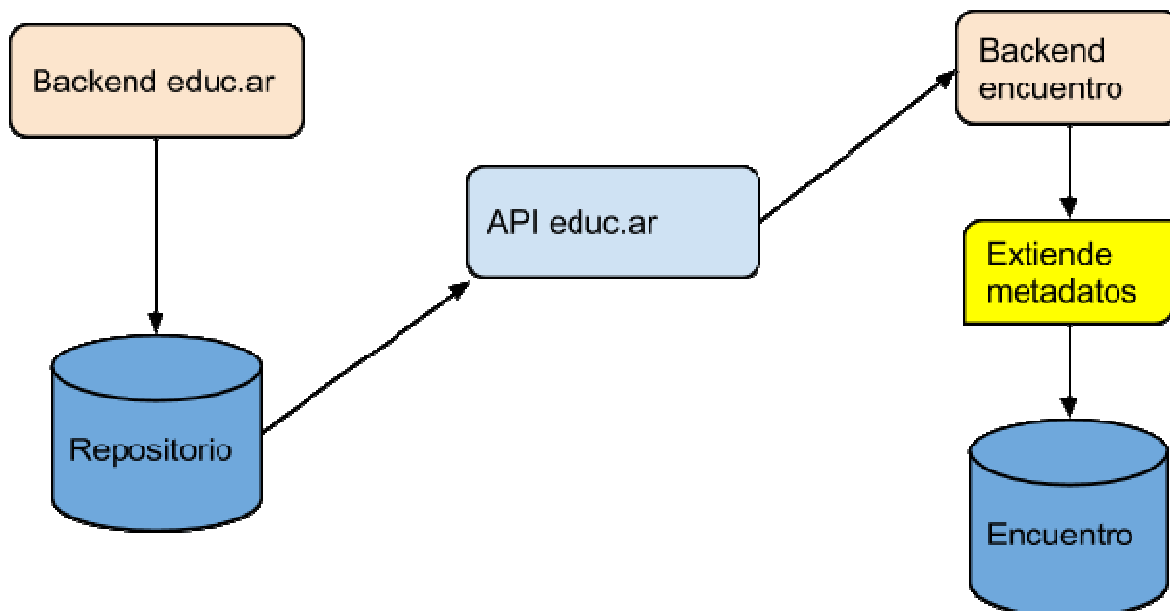 Backend educ.ar
Backend
encuentro
API educ.ar
Extiende
metadatos
Repositorio
Encuentro